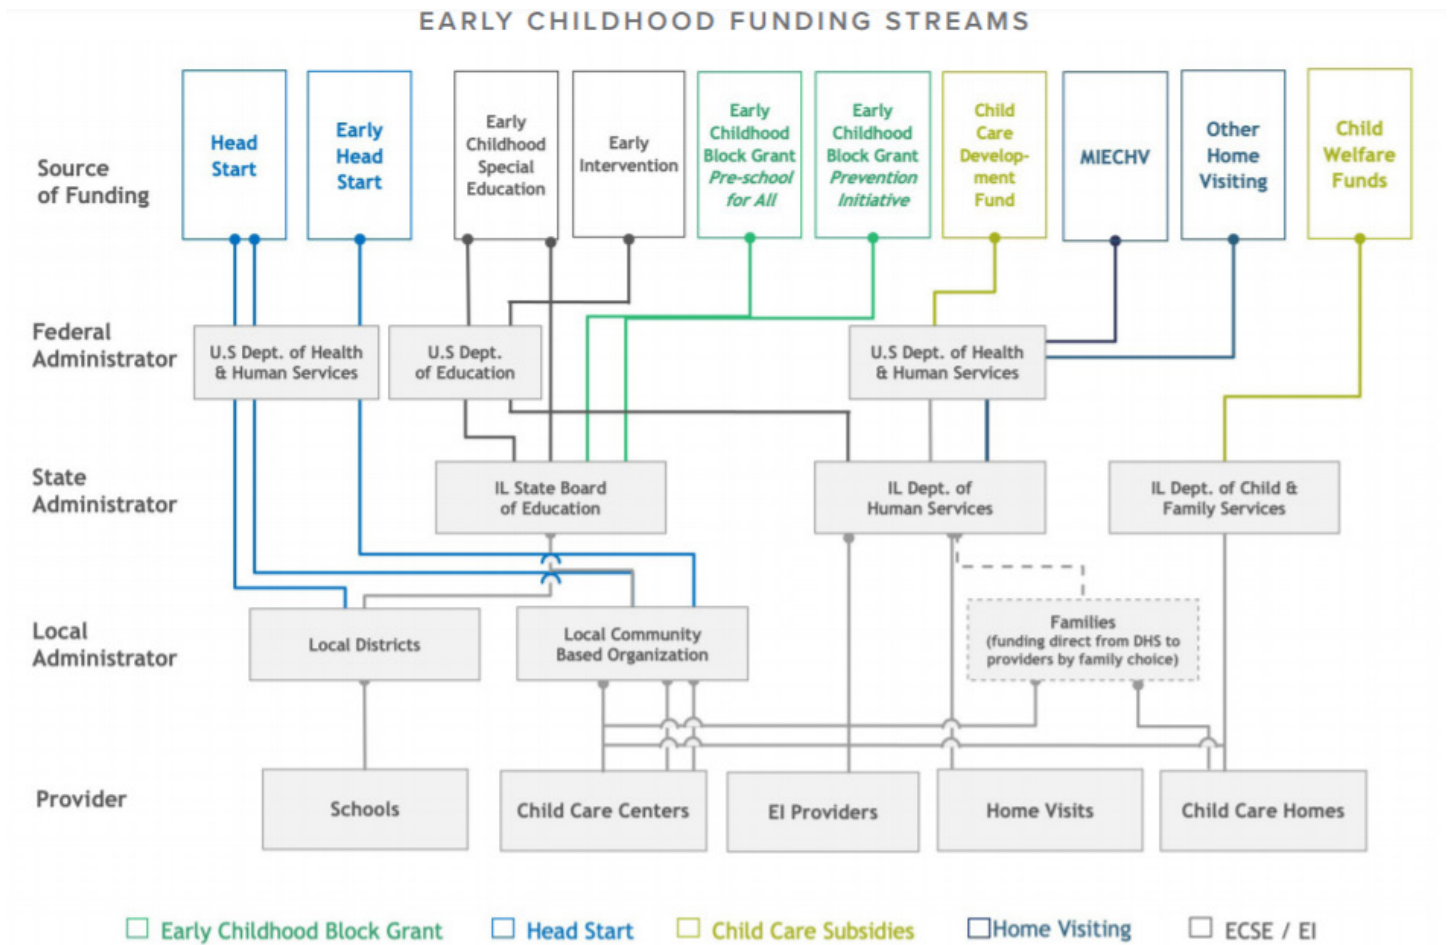 EARLY CHILDHOOD FUNDING STREAMS
Source
of Funding
Head
Start
Early
Head
Start
Early
Childhood
Special
Education
Early
Intervention
Early
Childhood
Block Grant
Pre-school
for All
Early
Childhood
Block Grant
Prevention
Initiative
Child
Care
Develop-
ment
Fund
MIECHV
Other
Home
Visiting
Child
Welfare
Funds
Federal
Administrator
U.S Dept. of Health
& Human Services
U.S Dept.
of Education
U.S Dept. of Health
& Human Services
State
Administrator
IL State Board
of Education
IL Dept. of
Human Services
IL Dept. of Child &
Family Services
Local
Administrator
Local Districts
Local Community
Based Organization
Families
(funding direct from DHS to
providers by family choice)
Provider
Schools
Child Care Centers
EI Providers
Home Visits
Child Care Homes
Early Childhood Block Grant
Head Start
Child Care Subsidies
Home Visiting
ECSE / EI